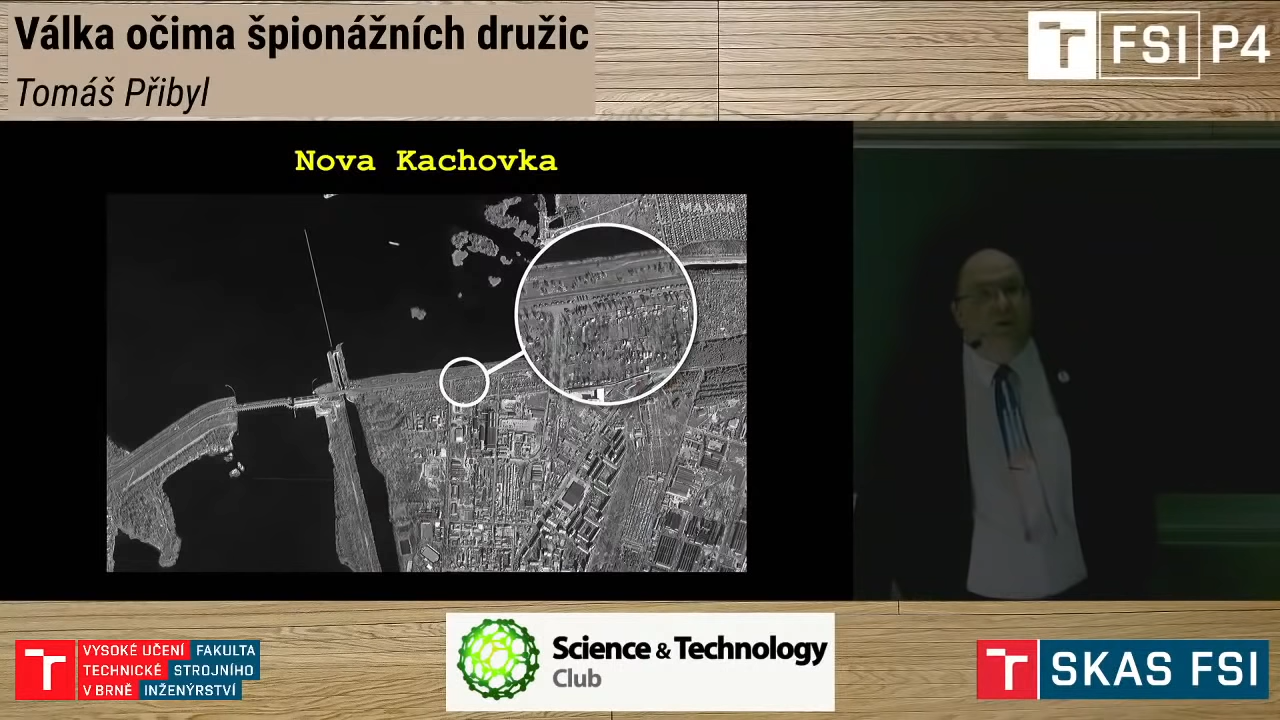 Válka očima špionážních družic
Tomáš Přibyl
FSI P4
Nova Kachovka
MAXAR
VYSOKÉ UČENÍ FAKULTA
TECHNICKÉ STROJNÍHO
V BRNĚ INŽENÝRSTVÍ
Science & Technology
Club
SKAS FSI